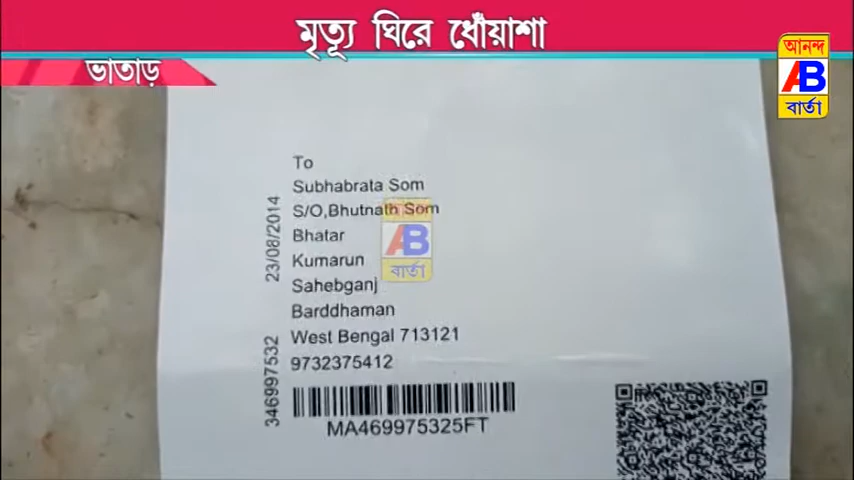 মৃত্যু ঘিরে ধোঁয়াশা
ভাতাড়
আনন্দ
AB
বার্তা
To
Subhabrata Som
S/O,Bhutnath Som
Bhatar
Kumarun
Sahebganj
Barddhaman
West Bengal 713121
9732375412
23/08/2014
346997532
MA469975325FT
আনন্দ
AB
বার্তা